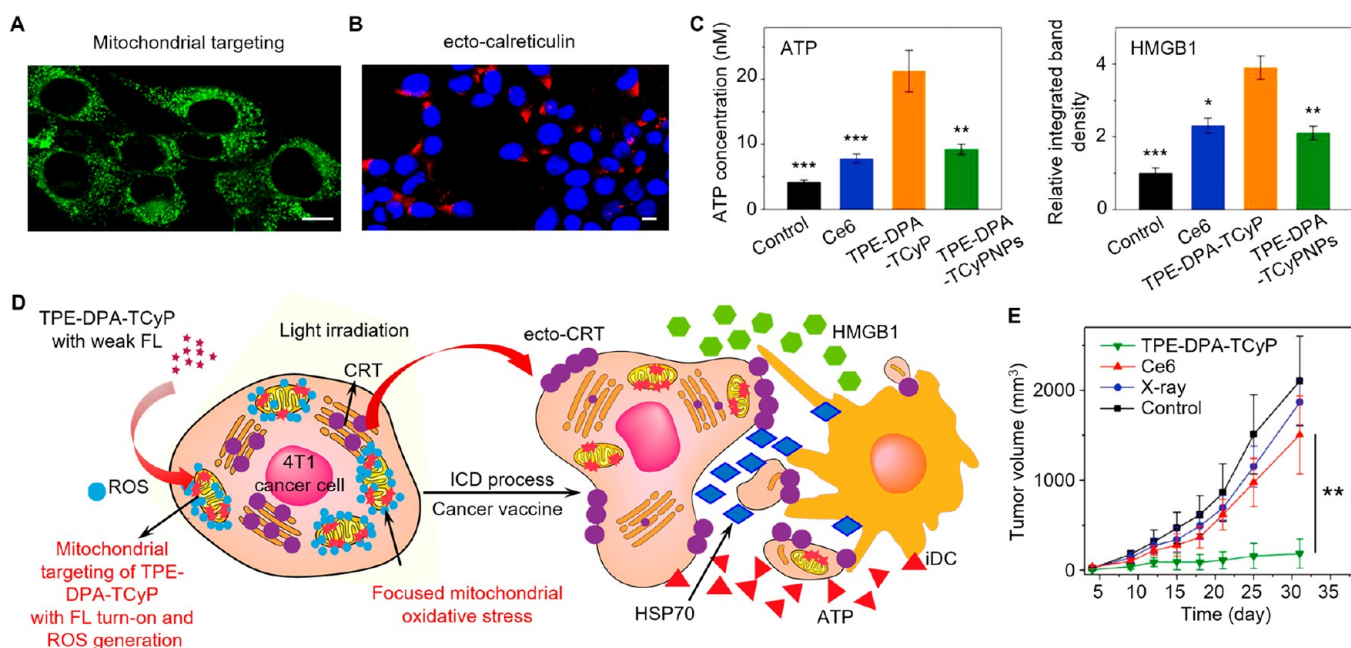 A
Mitochondrial targeting
B
ecto-calreticulin
C
ATP concentration (nM)
20
10
0
ATP
***
***
**
Control
Ce6
TPE-DPA
-TCyP
TPE-DPA
-TCyPNPs
Relative integrated band
density
4
2
0
HMGB1
***
*
**
Control
Ce6
TPE-DPA-TCyP
TPE-DPA
-TCyPNPs
D
TPE-DPA-TCyP
with weak FL
Light irradiation
CRT
ROS
4T1
cancer cell
Mitochondrial
targeting of TPE-
DPA-TCyP
with FL turn-on and
ROS generation
Focused mitochondrial
oxidative stress
ICD process
Cancer vaccine
ecto-CRT
HMGB1
iDC
HSP70
ATP
E
Tumor volume (mm³)
2000
1000
0
TPE-DPA-TCyP
Ce6
X-ray
Control
**
5
10
15
20
25
30
35
Time (day)